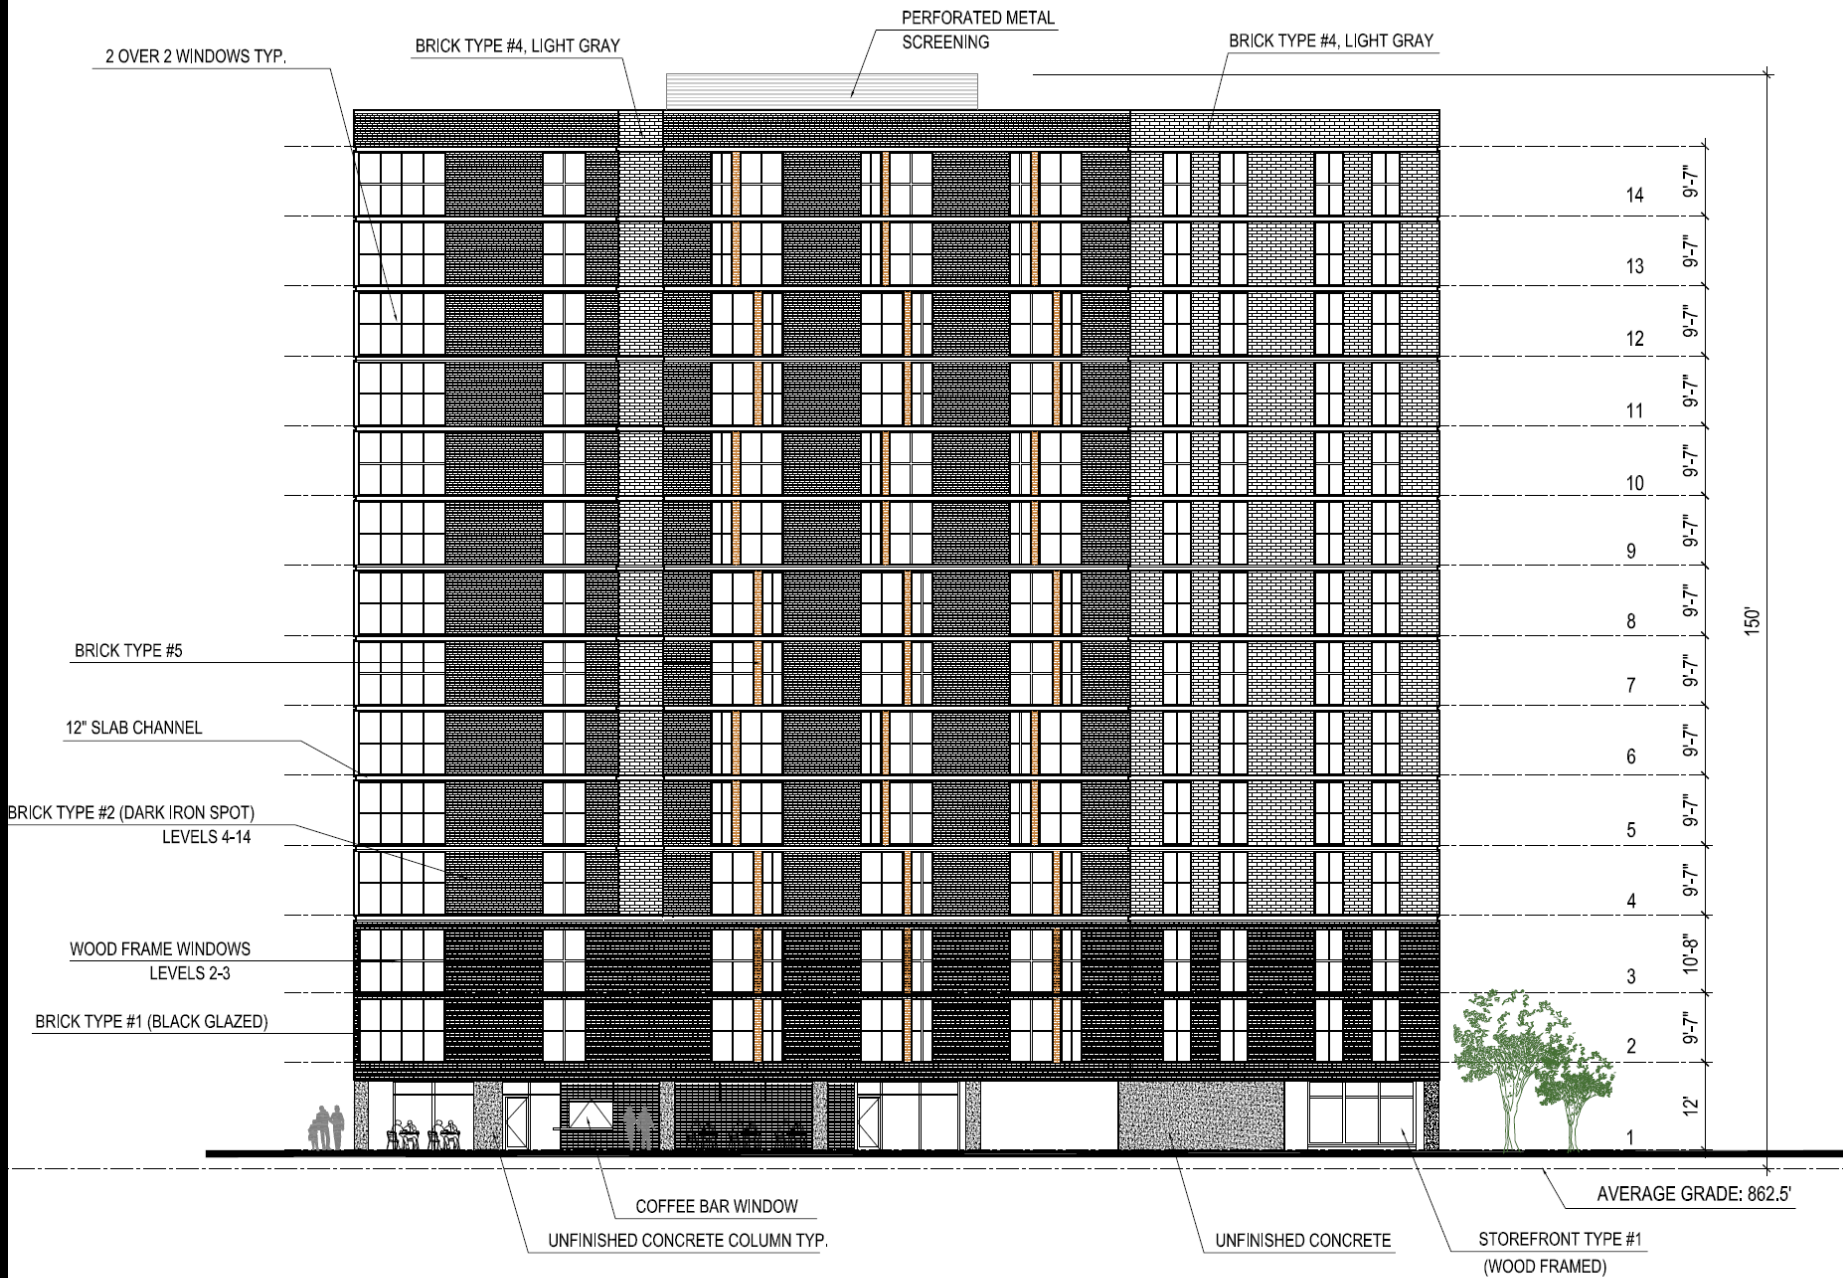 PERFORATED METAL
SCREENING
2 OVER 2 WINDOWS TYP.
BRICK TYPE #4, LIGHT GRAY
BRICK TYPE #4, LIGHT GRAY
14
9'-7"
13
9'-7"
12
9'-7"
11
9'-7"
10
9'-7"
9
9'-7"
8
9'-7"
7
9'-7"
6
9'-7"
5
9'-7"
4
9'-7"
3
10'-8"
2
9'-7"
1
12'
150'
BRICK TYPE #5
12" SLAB CHANNEL
BRICK TYPE #2 (DARK IRON SPOT)
LEVELS 4-14
WOOD FRAME WINDOWS
LEVELS 2-3
BRICK TYPE #1 (BLACK GLAZED)
AVERAGE GRADE: 862.5'
COFFEE BAR WINDOW
UNFINISHED CONCRETE COLUMN TYP.
UNFINISHED CONCRETE
STOREFRONT TYPE #1
(WOOD FRAMED)